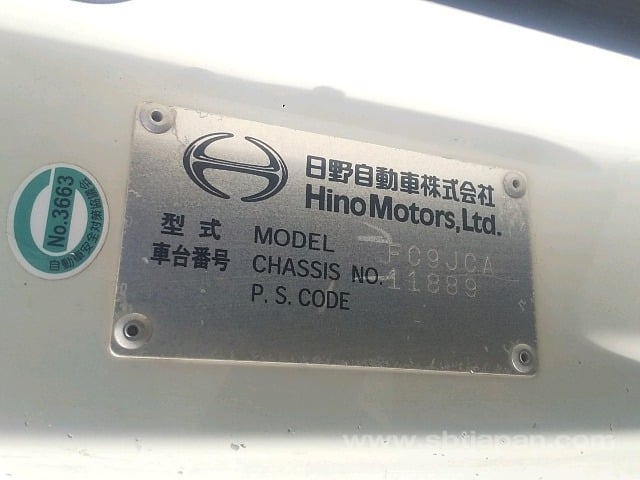 日野自動車株式会社
Hino Motors, Ltd.
型式 MODEL FC9JCA
車台番号 CHASSIS NO. 11889
P. S. CODE
No.3663
www.sbtjapan.com